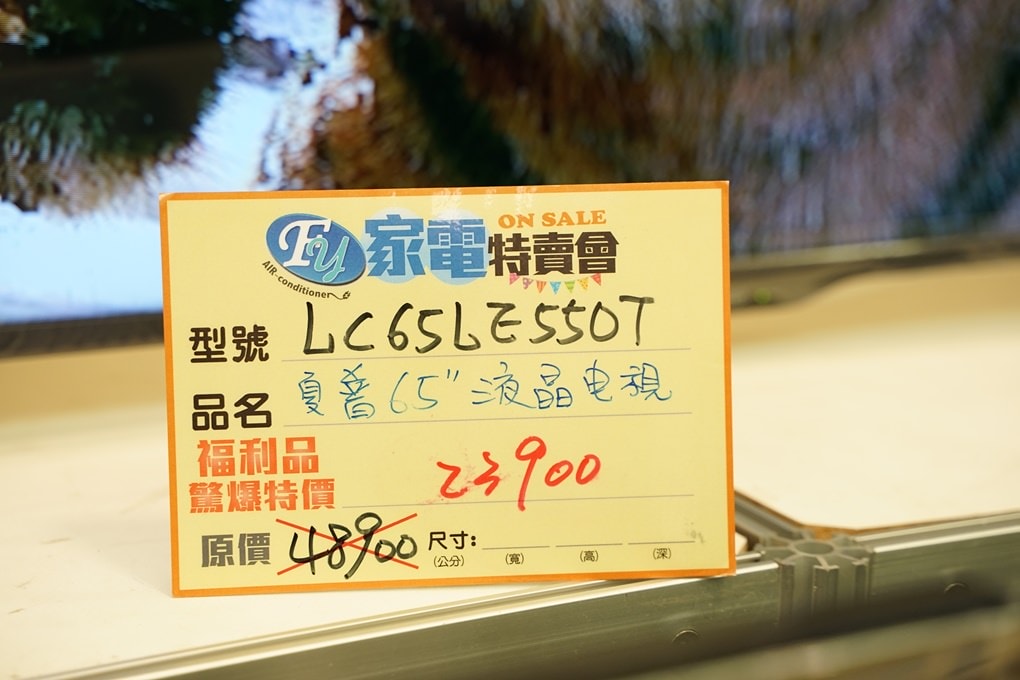 FY 家電特賣會 ON SALE
AIR-conditioner
型號 LC65LE550T
品名 夏普65"液晶电視
福利品
驚爆特價 23900
原價 48900 尺寸:
(公分) (寬) (高) (深)